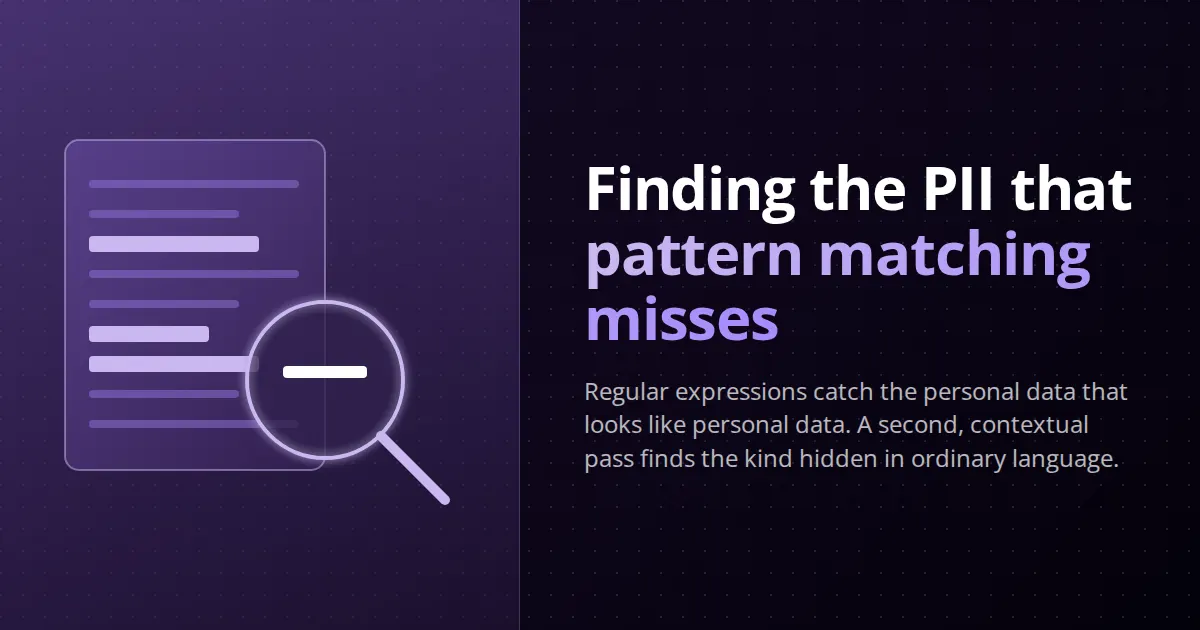 Finding the PII that
pattern matching
misses
Regular expressions catch the personal data that
looks like personal data. A second, contextual
pass finds the kind hidden in ordinary language.